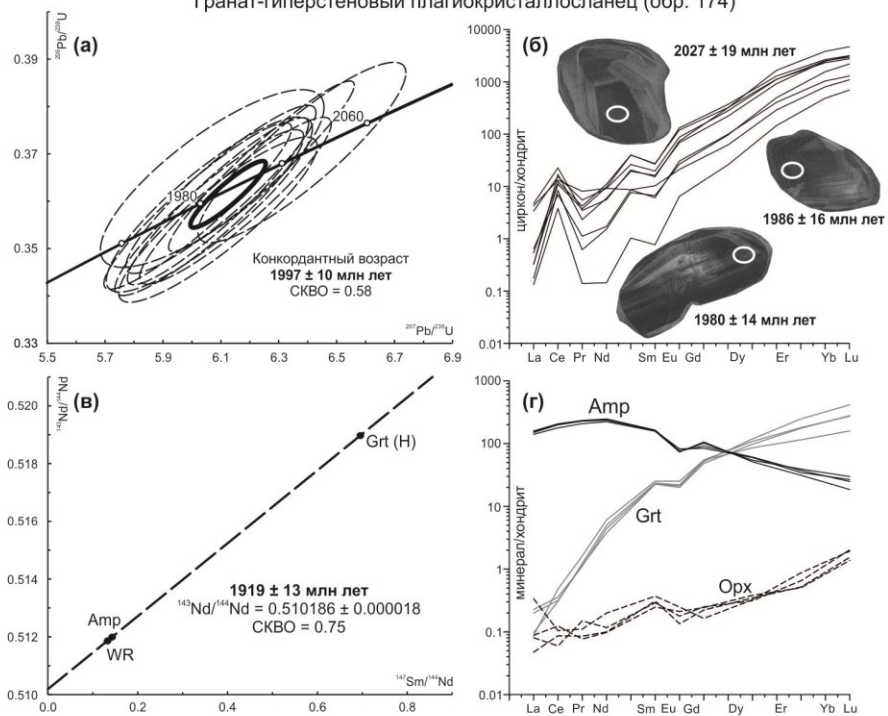 Гранат-гиперстеновый плагиокристаллосланец (обр. 174)
(а)
²⁰⁶Pb/²³⁸U
0.39
0.37
0.35
0.33
2060
1980
Конкордантный возраст
1997 ± 10 млн лет
СКВО = 0.58
²⁰⁷Pb/²³⁵U
5.5 5.7 5.9 6.1 6.3 6.5 6.7 6.9
(б)
циркон/хондрит
10000
1000
100
10
1
0.1
0.01
2027 ± 19 млн лет
1986 ± 16 млн лет
1980 ± 14 млн лет
La Ce Pr Nd Sm Eu Gd Dy Er Yb Lu
(в)
¹⁴³Nd/¹⁴⁴Nd
0.520
0.518
0.516
0.514
0.512
0.510
Grt (H)
Amp
WR
1919 ± 13 млн лет
¹⁴³Nd/¹⁴⁴Nd = 0.510186 ± 0.000018
СКВО = 0.75
¹⁴⁷Sm/¹⁴⁴Nd
0.0 0.2 0.4 0.6 0.8
(г)
минерал/хондрит
1000
100
10
1
0.1
0.01
Amp
Grt
Opx
La Ce Pr Nd Sm Eu Gd Dy Er Yb Lu